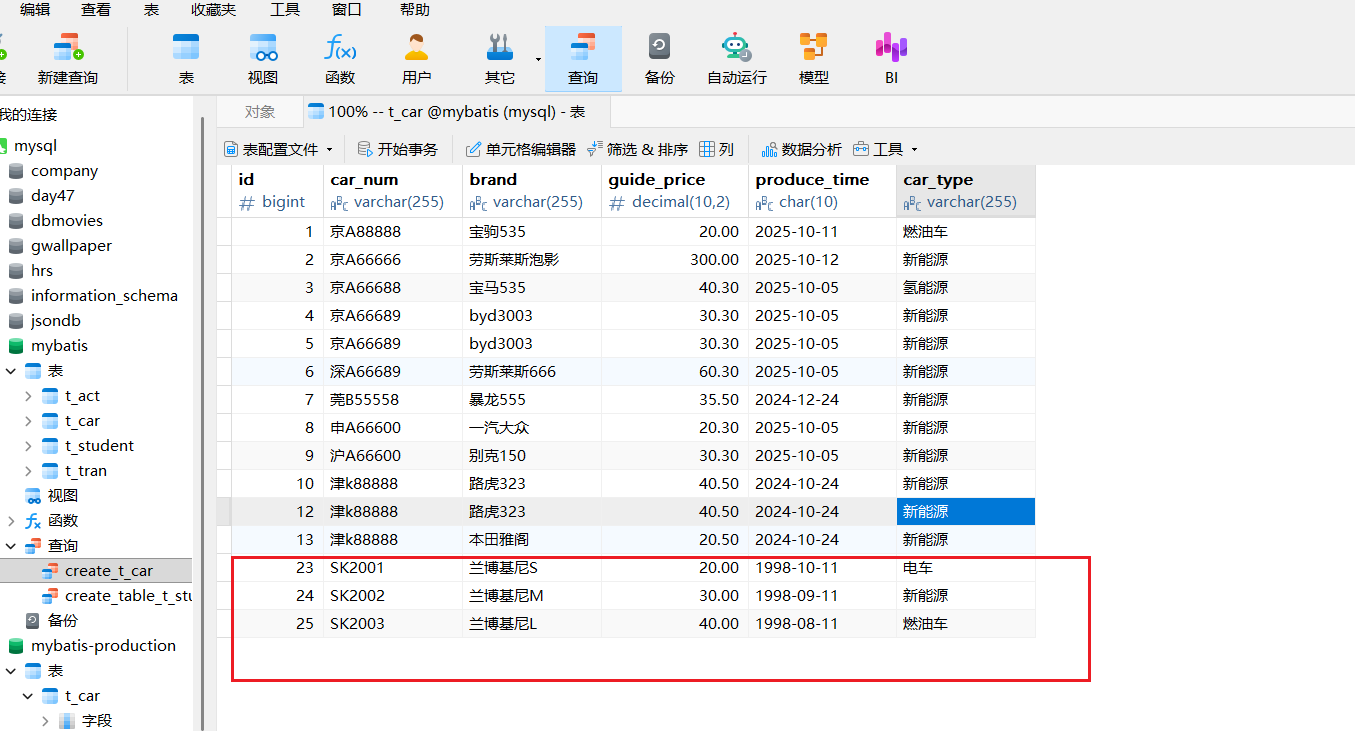 编辑 查看 表 收藏夹 工具 窗口 帮助
新建查询 表 视图 函数 用户 其它 查询 备份 自动运行 模型 BI
我的连接
mysql
company
day47
dbmovies
gwallpaper
hrs
information_schema
jsondb
mybatis
表
t_act
t_car
t_student
t_tran
视图
函数
查询
create_t_car
create_table_t_stu
备份
mybatis-production
表
t_car
字段
对象 100% -- t_car @mybatis (mysql) - 表
表配置文件 开始事务 单元格编辑器 筛选 & 排序 列 数据分析 工具
id car_num brand guide_price produce_time car_type
# bigint ABC varchar(255) ABC varchar(255) # decimal(10,2) ABC char(10) ABC varchar(255)
1 京A88888 宝驹535 20.00 2025-10-11 燃油车
2 京A66666 劳斯莱斯泡影 300.00 2025-10-12 新能源
3 京A66688 宝马535 40.30 2025-10-05 氢能源
4 京A66689 byd3003 30.30 2025-10-05 新能源
5 京A66689 byd3003 30.30 2025-10-05 新能源
6 深A66689 劳斯莱斯666 60.30 2025-10-05 新能源
7 莞B55558 暴龙555 35.50 2024-12-24 新能源
8 申A66600 一汽大众 20.30 2025-10-05 新能源
9 沪A66600 别克150 30.30 2025-10-05 新能源
10 津k88888 路虎323 40.50 2024-10-24 新能源
12 津k88888 路虎323 40.50 2024-10-24 新能源
13 津k88888 本田雅阁 20.50 2024-10-24 新能源
23 SK2001 兰博基尼S 20.00 1998-10-11 电车
24 SK2002 兰博基尼M 30.00 1998-09-11 新能源
25 SK2003 兰博基尼L 40.00 1998-08-11 燃油车